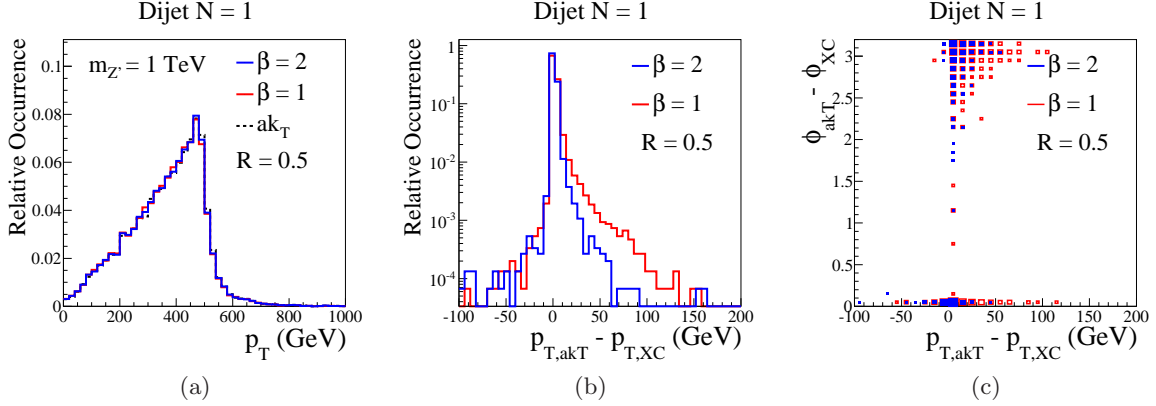 Dijet N = 1
Relative Occurrence
0.1
0.08
0.06
0.04
0.02
0
m_Z' = 1 TeV
β = 2
β = 1
ak_T
R = 0.5
0 200 400 600 800 1000
p_T (GeV)
(a)
Dijet N = 1
Relative Occurrence
1
10^-1
10^-2
10^-3
10^-4
β = 2
β = 1
R = 0.5
-100 -50 0 50 100 150 200
p_T,akT - p_T,XC (GeV)
(b)
Dijet N = 1
ϕ_akT - ϕ_XC
3
2.5
2
1.5
1
0.5
0
β = 2
β = 1
R = 0.5
-100 -50 0 50 100 150 200
p_T,akT - p_T,XC (GeV)
(c)